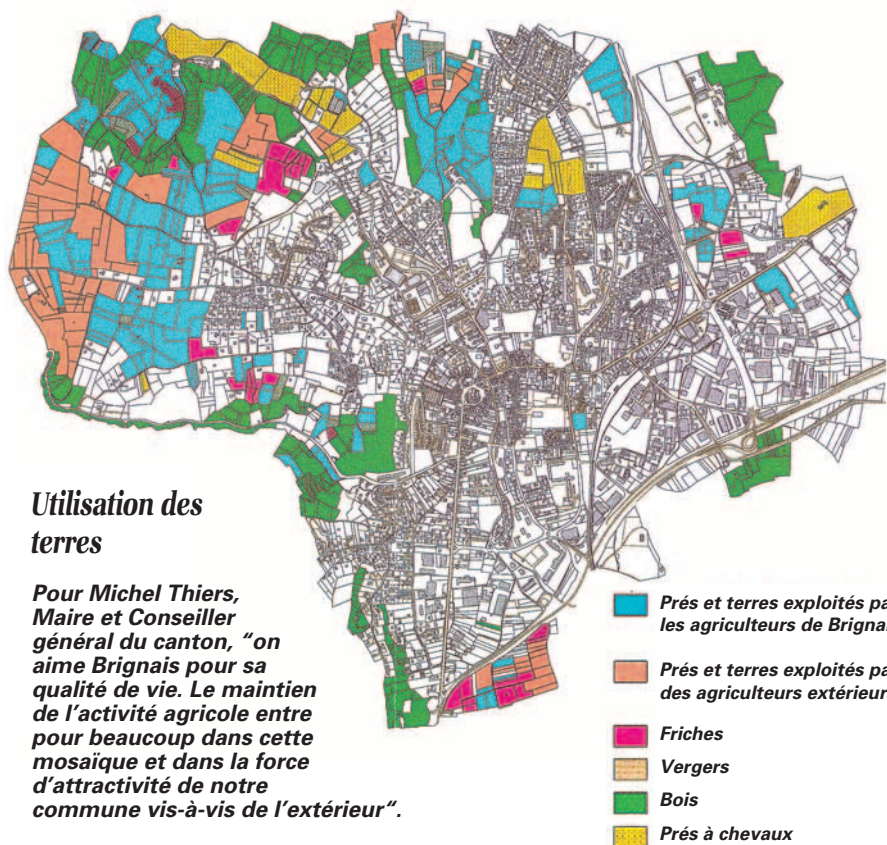 Utilisation des
terres
Pour Michel Thiers,
Maire et Conseiller
général du canton, “on
aime Brignais pour sa
qualité de vie. Le maintien
de l’activité agricole entre
pour beaucoup dans cette
mosaïque et dans la force
d’attractivité de notre
commune vis-à-vis de l’extérieur“.
Prés et terres exploités pa
les agriculteurs de Brignai
Prés et terres exploités pa
des agriculteurs extérieur
Friches
Vergers
Bois
Prés à chevaux